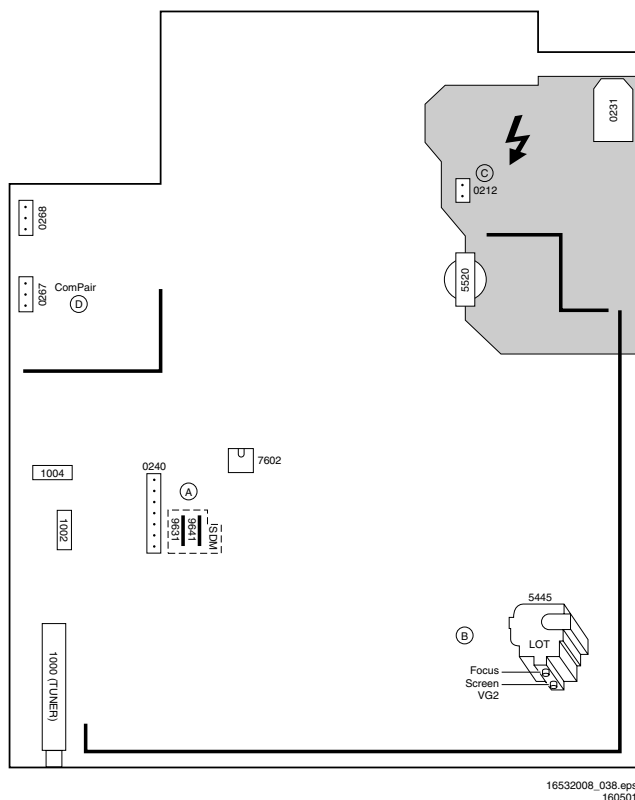 0231
C
0212
0268
5520
0267
ComPair
D
7602
0240
1004
A
1002
9631
9641
SDM
5445
B
LOT
1000 (TUNER)
Focus
Screen
VG2
16532008_038.eps
160501